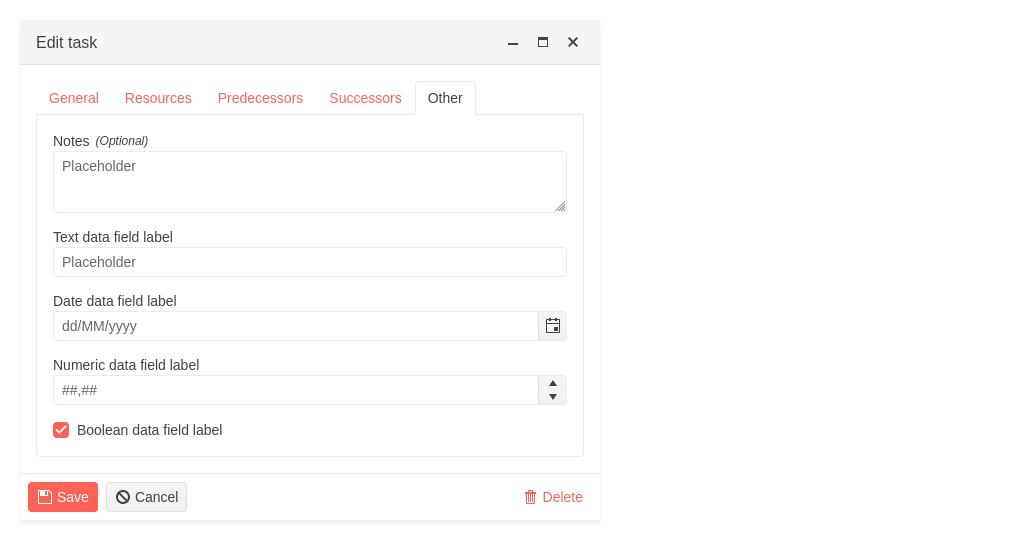 Edit task
General Resources Predecessors Successors Other
Notes (Optional)
Placeholder
Text data field label
Placeholder
Date data field label
dd/MM/yyyy
Numeric data field label
##,##
Boolean data field label
Save Cancel Delete